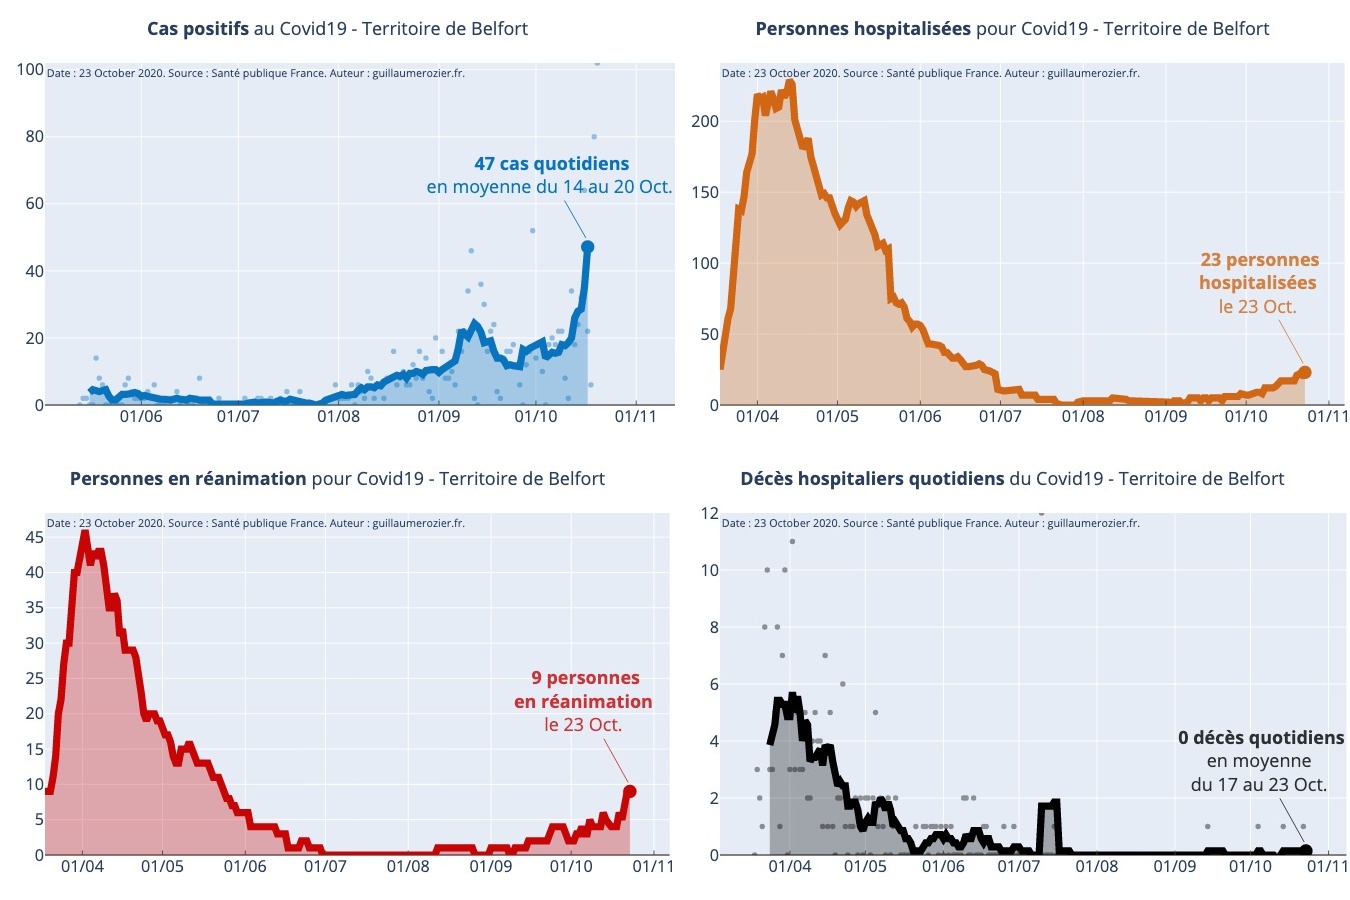 Cas positifs au Covid19 - Territoire de Belfort
Date : 23 October 2020. Source : Santé publique France. Auteur : guillaumerozier.fr.
100
80
60
40
20
0
47 cas quotidiens
en moyenne du 14 au 20 Oct.
01/06 01/07 01/08 01/09 01/10 01/11
Personnes hospitalisées pour Covid19 - Territoire de Belfort
Date : 23 October 2020. Source : Santé publique France. Auteur : guillaumerozier.fr.
200
150
100
50
0
23 personnes
hospitalisées
le 23 Oct.
01/04 01/05 01/06 01/07 01/08 01/09 01/10 01/11
Personnes en réanimation pour Covid19 - Territoire de Belfort
Date : 23 October 2020. Source : Santé publique France. Auteur : guillaumerozier.fr.
45
40
35
30
25
20
15
10
5
0
9 personnes
en réanimation
le 23 Oct.
01/04 01/05 01/06 01/07 01/08 01/09 01/10 01/11
Décès hospitaliers quotidiens du Covid19 - Territoire de Belfort
Date : 23 October 2020. Source : Santé publique France. Auteur : guillaumerozier.fr.
12
10
8
6
4
2
0
0 décès quotidiens
en moyenne
du 17 au 23 Oct.
01/04 01/05 01/06 01/07 01/08 01/09 01/10 01/11